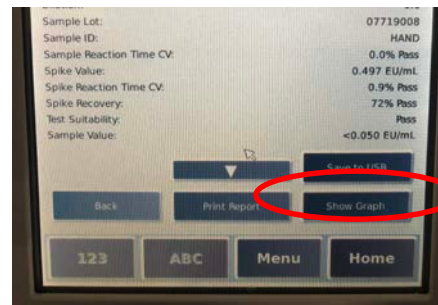 Sample Lot: 07719008
Sample ID: HAND
Sample Reaction Time CV: 0.0% Pass
Spike Value: 0.497 EU/mL
Spike Reaction Time CV: 0.9% Pass
Spike Recovery: 72% Pass
Test Suitability: Pass
Sample Value: <0.050 EU/mL
Save to USB
Back Print Report Show Graph
123 ABC Menu Home